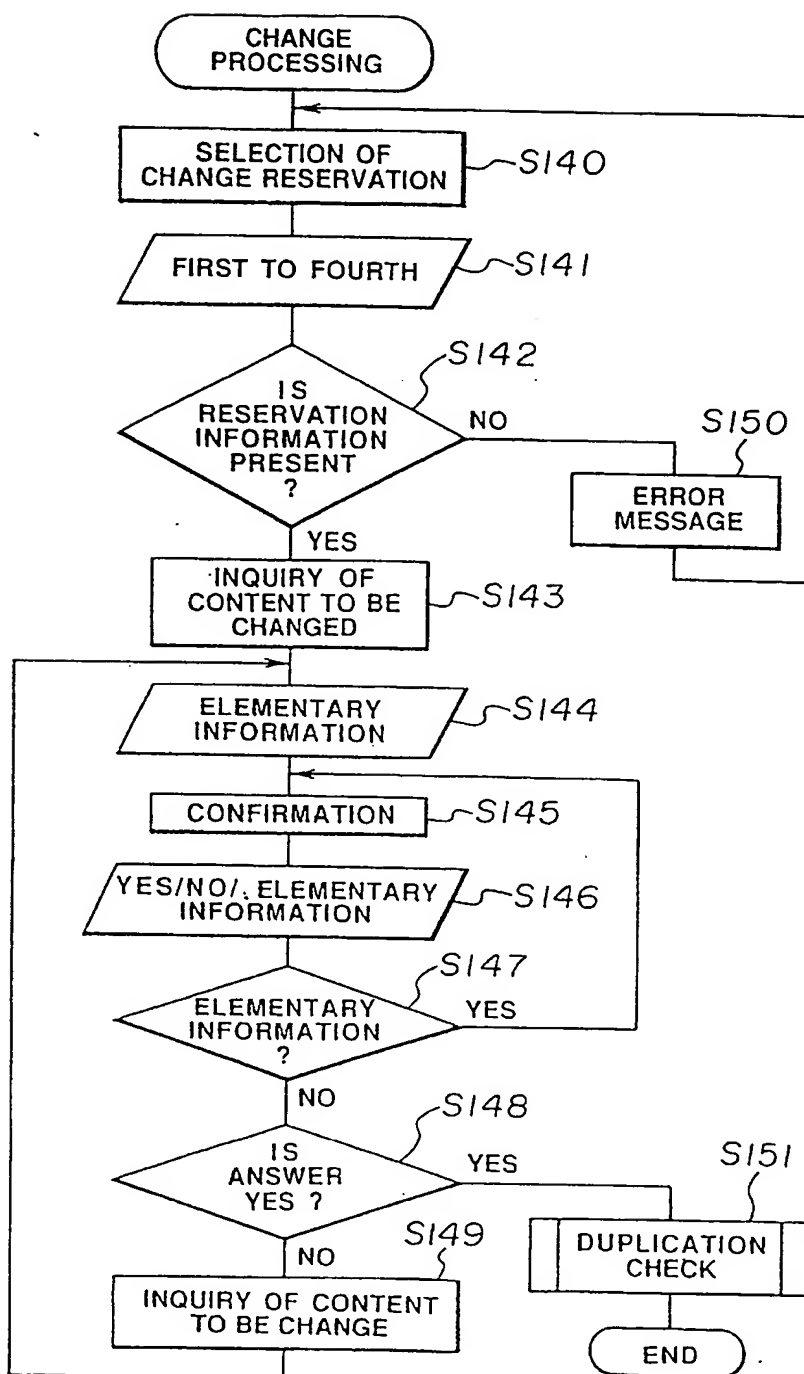 CHANGE
PROCESSING
SELECTION OF
CHANGE RESERVATION
S140
FIRST TO FOURTH
S141
S142
IS
RESERVATION
INFORMATION
PRESENT
?
NO
S150
ERROR
MESSAGE
YES
INQUIRY OF
CONTENT TO BE
CHANGED
S143
ELEMENTARY
INFORMATION
S144
CONFIRMATION
S145
YES/NO/ ELEMENTARY
INFORMATION
S146
S147
ELEMENTARY
INFORMATION
?
YES
NO
S148
IS
ANSWER
YES ?
YES
S151
DUPLICATION
CHECK
NO
S149
INQUIRY OF CONTENT
TO BE CHANGE
END